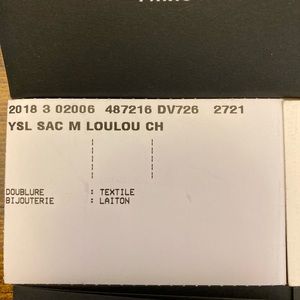 2018 3 02006 487216 DV726 2721
YSL SAC M LOULOU CH
DOUBLURE : TEXTILE
BIJOUTERIE : LAITON